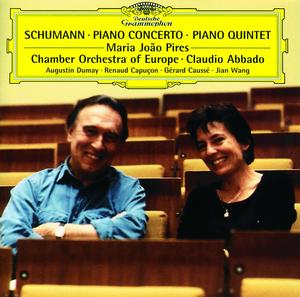 Deutsche
Grammophon
SCHUMANN · PIANO CONCERTO · PIANO QUINTET
Maria João Pires
Chamber Orchestra of Europe · Claudio Abbado
Augustin Dumay · Renaud Capuçon · Gérard Caussé · Jian Wang